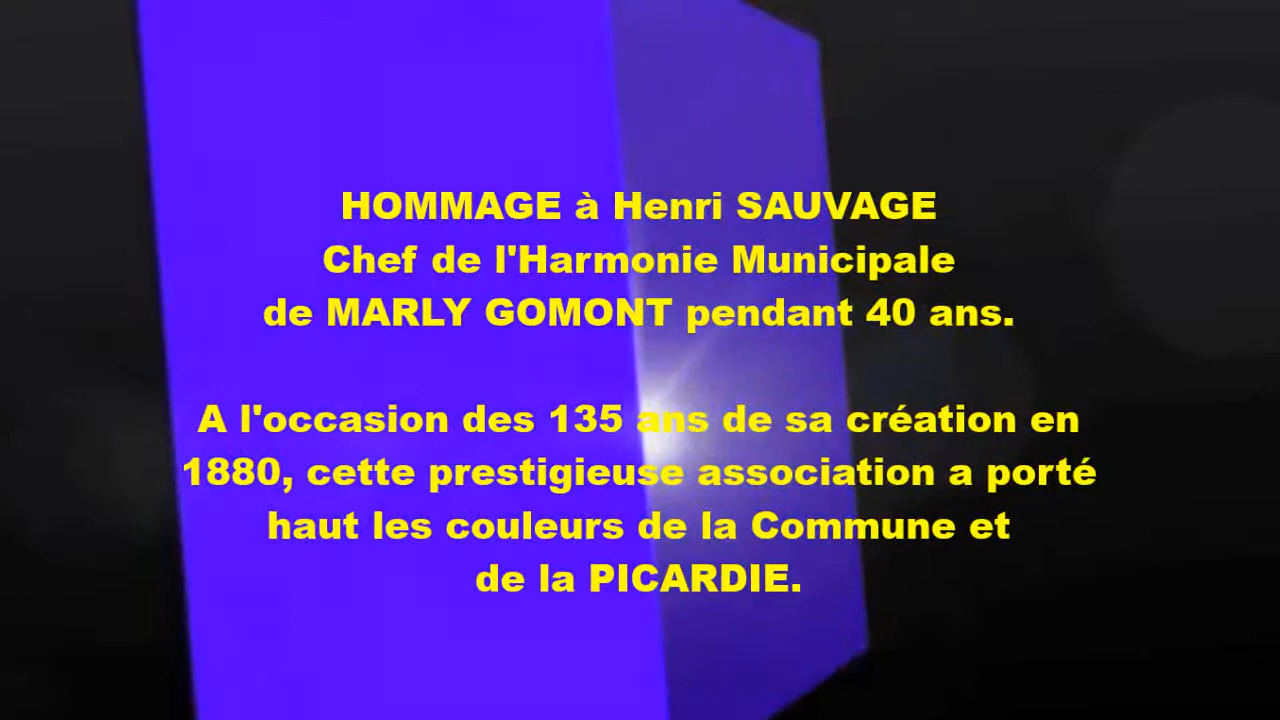 HOMMAGE à Henri SAUVAGE
Chef de l'Harmonie Municipale
de MARLY GOMONT pendant 40 ans.
A l'occasion des 135 ans de sa création en
1880, cette prestigieuse association a porté
haut les couleurs de la Commune et
de la PICARDIE.